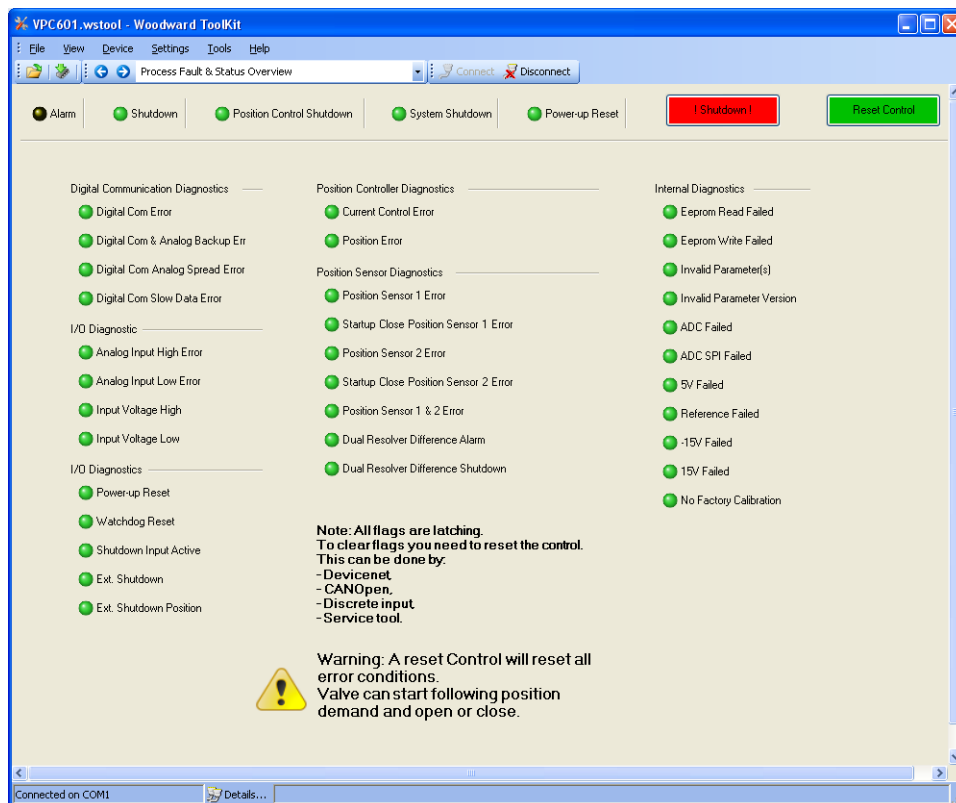 VPC601.wstool - Woodward ToolKit
File View Device Settings Tools Help
Process Fault & Status Overview Connect Disconnect
Alarm Shutdown Position Control Shutdown System Shutdown Power-up Reset ! Shutdown ! Reset Control
Digital Communication Diagnostics
Digital Com Error
Digital Com & Analog Backup Err
Digital Com Analog Spread Error
Digital Com Slow Data Error
I/O Diagnostic
Analog Input High Error
Analog Input Low Error
Input Voltage High
Input Voltage Low
I/O Diagnostics
Power-up Reset
Watchdog Reset
Shutdown Input Active
Ext. Shutdown
Ext. Shutdown Position
Position Controller Diagnostics
Current Control Error
Position Error
Position Sensor Diagnostics
Position Sensor 1 Error
Startup Close Position Sensor 1 Error
Position Sensor 2 Error
Startup Close Position Sensor 2 Error
Position Sensor 1 & 2 Error
Dual Resolver Difference Alarm
Dual Resolver Difference Shutdown
Note: All flags are latching.
To clear flags you need to reset the control.
This can be done by:
- Devicenet,
- CANOpen,
- Discrete input,
- Service tool.
Warning: A reset Control will reset all
error conditions.
Valve can start following position
demand and open or close.
Internal Diagnostics
Eeprom Read Failed
Eeprom Write Failed
Invalid Parameter(s)
Invalid Parameter Version
ADC Failed
ADC SPI Failed
5V Failed
Reference Failed
-15V Failed
15V Failed
No Factory Calibration
Connected on COM1 Details...